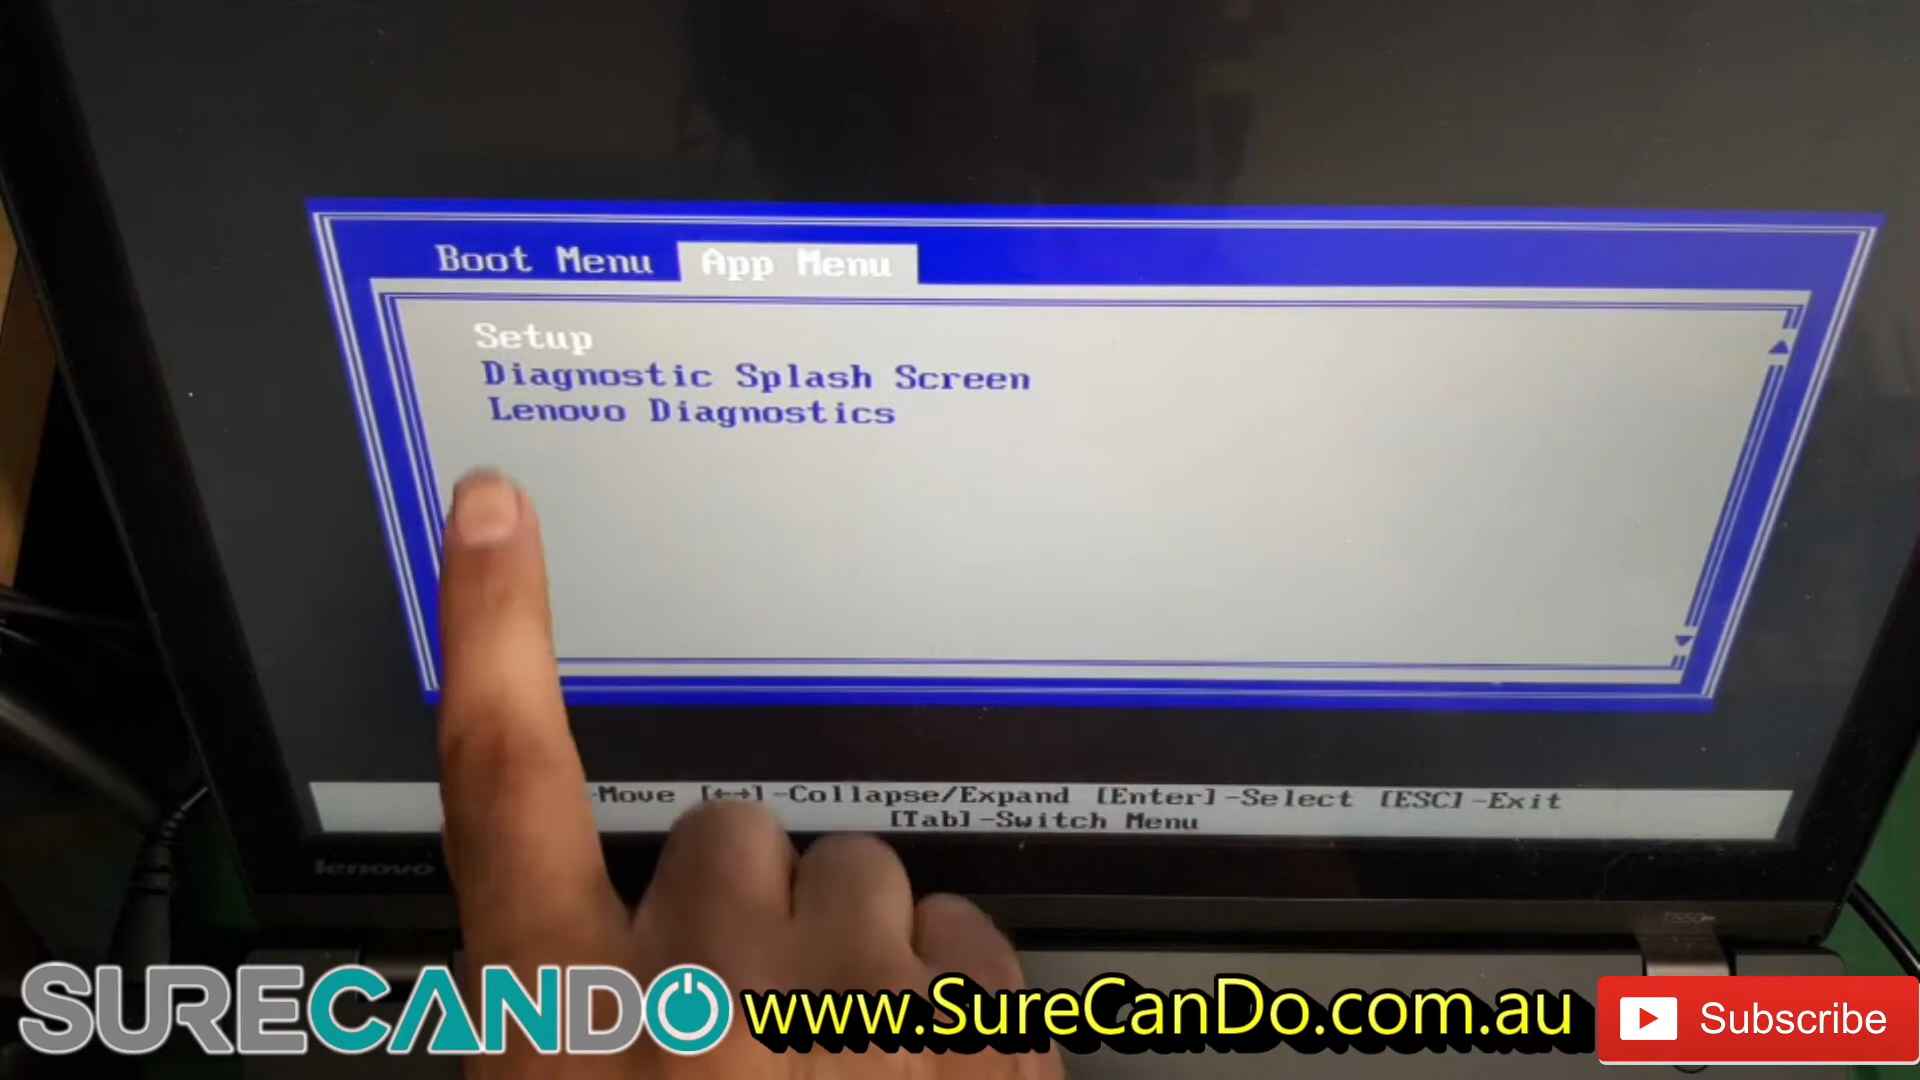 Boot Menu App Menu
Setup
Diagnostic Splash Screen
Lenovo Diagnostics
-Move [←→]-Collapse/Expand [Enter]-Select [ESC]-Exit
[Tab]-Switch Menu
lenovo
T550
SURECANDO
www.SureCanDo.com.au
Subscribe